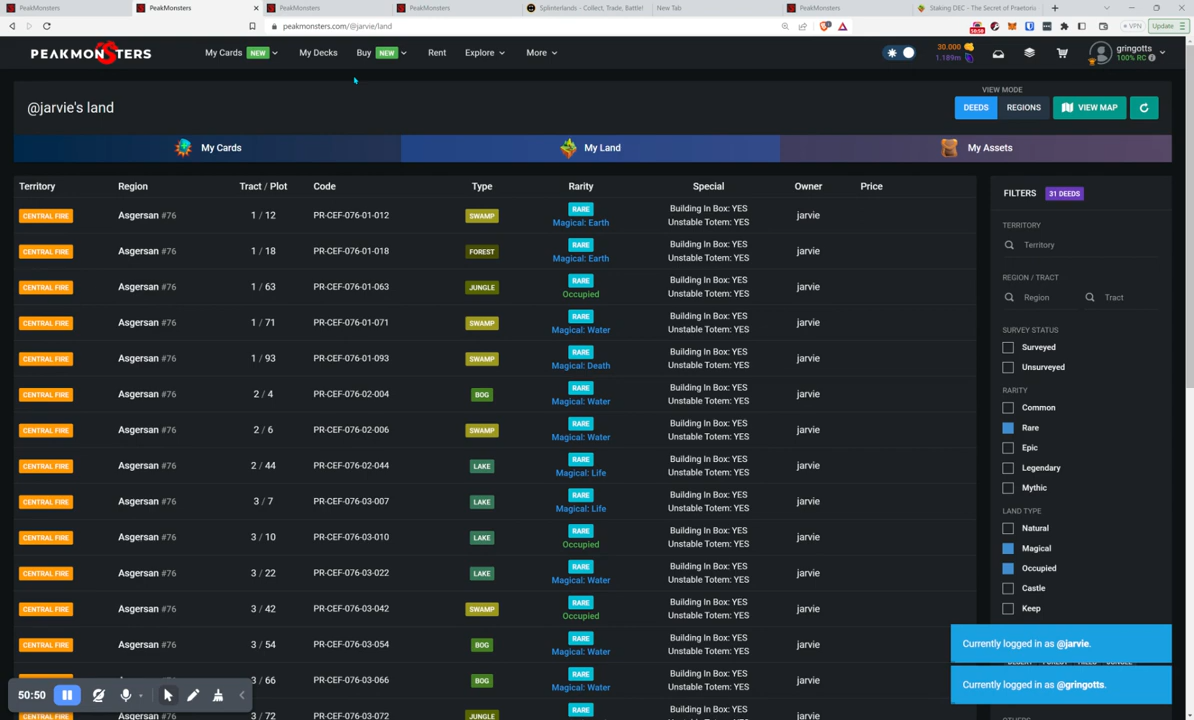 PeakMonsters
PeakMonsters
PeakMonsters
PeakMonsters
Splinterlands - Collect, Trade, Battle!
New Tab
PeakMonsters
Staking DEC - The Secret of Praetoria
peakmonsters.com/@jarvie/land
VPN
Update
PEAKMONSTERS
My Cards NEW
My Decks
Buy NEW
Rent
Explore
More
30.000
1.189m
gringotts
100% RC
@jarvie's land
VIEW MODE
DEEDS
REGIONS
VIEW MAP
My Cards
My Land
My Assets
Territory Region Tract / Plot Code Type Rarity Special Owner Price
CENTRAL FIRE Asgersan #76 1 / 12 PR-CEF-076-01-012 SWAMP RARE Magical: Earth Building In Box: YES Unstable Totem: YES jarvie
CENTRAL FIRE Asgersan #76 1 / 18 PR-CEF-076-01-018 FOREST RARE Magical: Earth Building In Box: YES Unstable Totem: YES jarvie
CENTRAL FIRE Asgersan #76 1 / 63 PR-CEF-076-01-063 JUNGLE RARE Occupied Building In Box: YES Unstable Totem: YES jarvie
CENTRAL FIRE Asgersan #76 1 / 71 PR-CEF-076-01-071 SWAMP RARE Magical: Water Building In Box: YES Unstable Totem: YES jarvie
CENTRAL FIRE Asgersan #76 1 / 93 PR-CEF-076-01-093 SWAMP RARE Magical: Death Building In Box: YES Unstable Totem: YES jarvie
CENTRAL FIRE Asgersan #76 2 / 4 PR-CEF-076-02-004 BOG RARE Magical: Water Building In Box: YES Unstable Totem: YES jarvie
CENTRAL FIRE Asgersan #76 2 / 6 PR-CEF-076-02-006 SWAMP RARE Magical: Water Building In Box: YES Unstable Totem: YES jarvie
CENTRAL FIRE Asgersan #76 2 / 44 PR-CEF-076-02-044 LAKE RARE Magical: Life Building In Box: YES Unstable Totem: YES jarvie
CENTRAL FIRE Asgersan #76 3 / 7 PR-CEF-076-03-007 LAKE RARE Magical: Life Building In Box: YES Unstable Totem: YES jarvie
CENTRAL FIRE Asgersan #76 3 / 10 PR-CEF-076-03-010 LAKE RARE Occupied Building In Box: YES Unstable Totem: YES jarvie
CENTRAL FIRE Asgersan #76 3 / 22 PR-CEF-076-03-022 LAKE RARE Magical: Water Building In Box: YES Unstable Totem: YES jarvie
CENTRAL FIRE Asgersan #76 3 / 42 PR-CEF-076-03-042 SWAMP RARE Occupied Building In Box: YES Unstable Totem: YES jarvie
CENTRAL FIRE Asgersan #76 3 / 54 PR-CEF-076-03-054 BOG RARE Magical: Water Building In Box: YES Unstable Totem: YES jarvie
Asgersan #76 3 / 66 PR-CEF-076-03-066 BOG RARE Magical: Water Building In Box: YES Unstable Totem: YES jarvie
3 / 72 PR-CEF-076-03-072 JUNGLE RARE Building In Box: YES jarvie
FILTERS 31 DEEDS
TERRITORY
Territory
REGION / TRACT
Region
Tract
SURVEY STATUS
Surveyed
Unsurveyed
RARITY
Common
Rare
Epic
Legendary
Mythic
LAND TYPE
Natural
Magical
Occupied
Castle
Keep
Currently logged in as @jarvie.
Currently logged in as @gringotts.
50:50